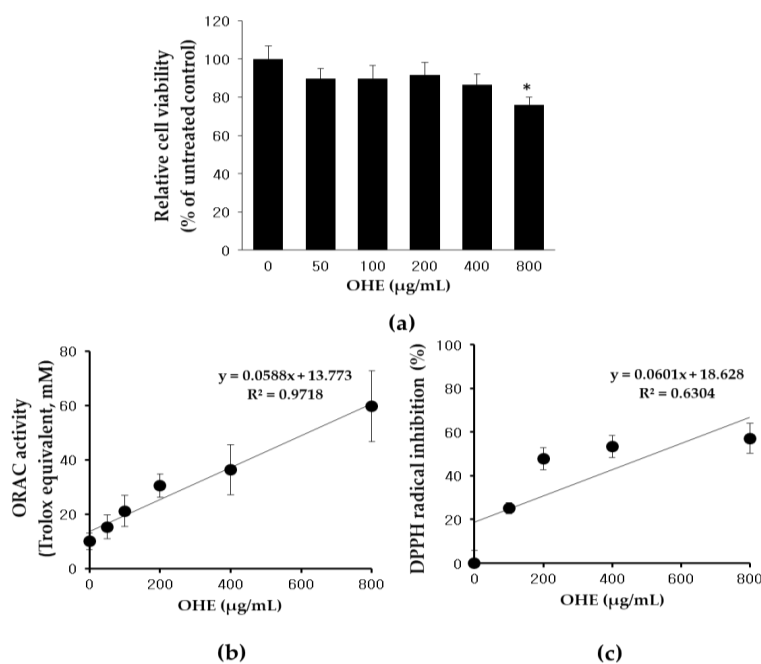 Relative cell viability
(% of untreated control)
120
100
80
60
40
20
0
*
0 50 100 200 400 800
OHE (μg/mL)
(a)
ORAC activity
(Trolox equivalent, mM)
80
60
40
20
0
y = 0.0588x + 13.773
R² = 0.9718
0 200 400 600 800
OHE (μg/mL)
(b)
DPPH radical inhibition (%)
100
80
60
40
20
0
y = 0.0601x + 18.628
R² = 0.6304
0 200 400 600 800
OHE (μg/mL)
(c)